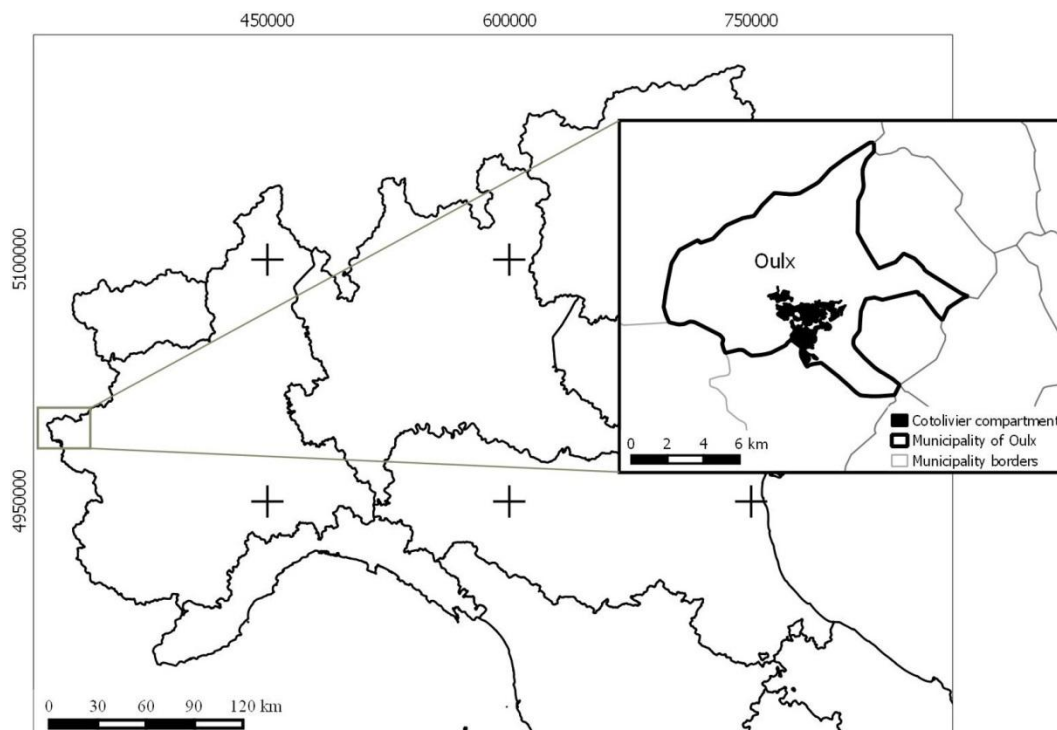 450000 600000 750000
5100000
4950000
Oulx
Cotolivier compartment
Municipality of Oulx
Municipality borders
0 2 4 6 km
0 30 60 90 120 km